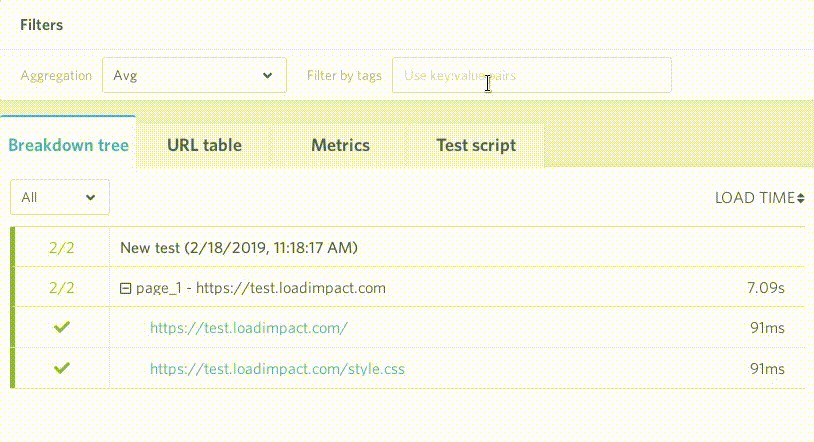 Filters
Aggregation Avg Filter by tags Use key:value pairs
Breakdown tree URL table Metrics Test script
All LOAD TIME
2/2 New test (2/18/2019, 11:18:17 AM)
2/2 page_1 - https://test.loadimpact.com 7.09s
https://test.loadimpact.com/ 91ms
https://test.loadimpact.com/style.css 91ms